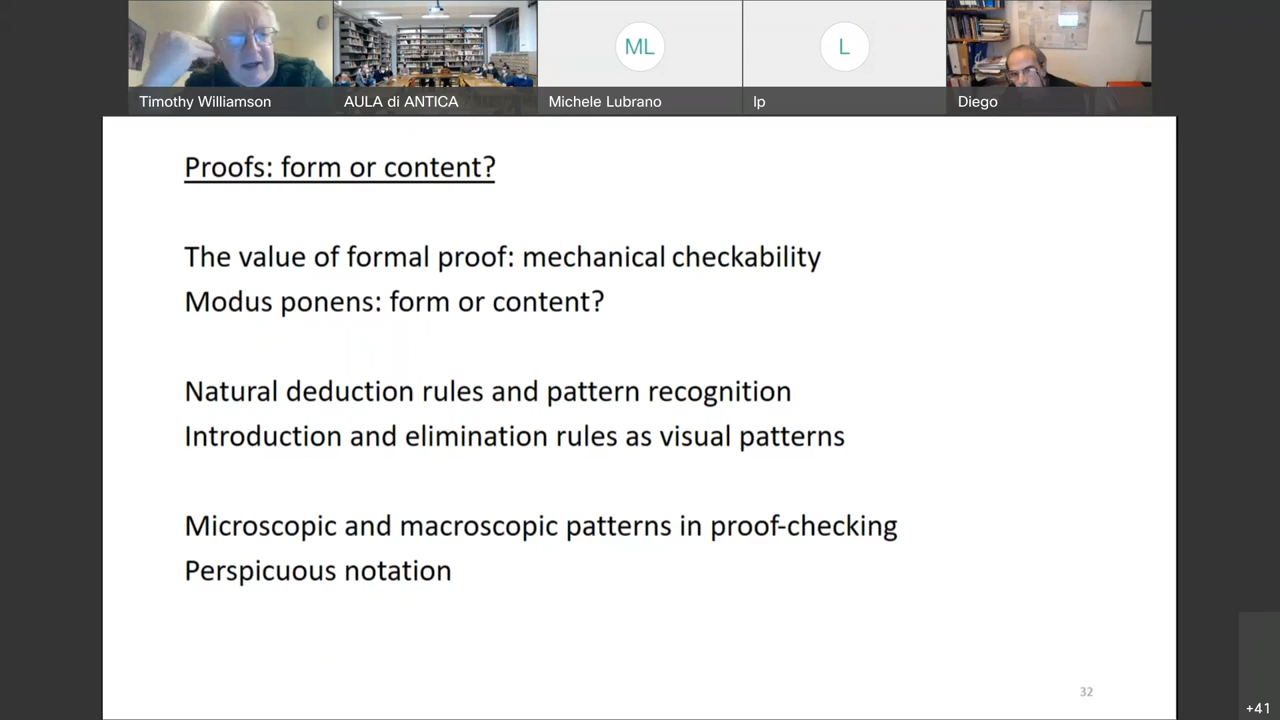 ML
L
Timothy Williamson
AULA di ANTICA
Michele Lubrano
lp
Diego
Proofs: form or content?
The value of formal proof: mechanical checkability
Modus ponens: form or content?
Natural deduction rules and pattern recognition
Introduction and elimination rules as visual patterns
Microscopic and macroscopic patterns in proof-checking
Perspicuous notation
32
+41